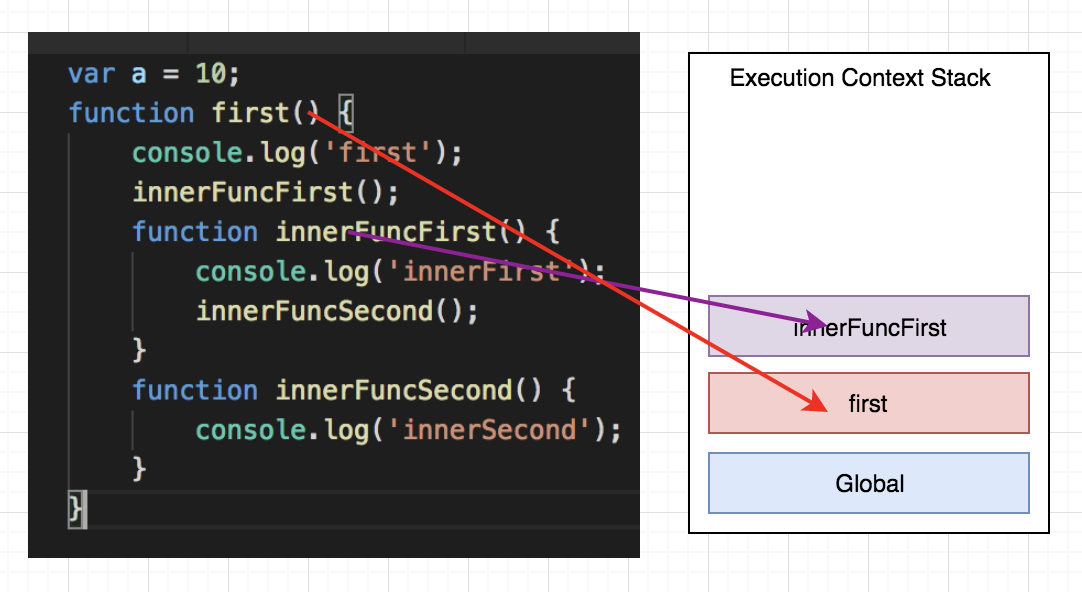 var a = 10;
function first() {
console.log('first');
innerFuncFirst();
function innerFuncFirst() {
console.log('innerFirst');
innerFuncSecond();
}
function innerFuncSecond() {
console.log('innerSecond');
}
}
Execution Context Stack
innerFuncFirst
first
Global